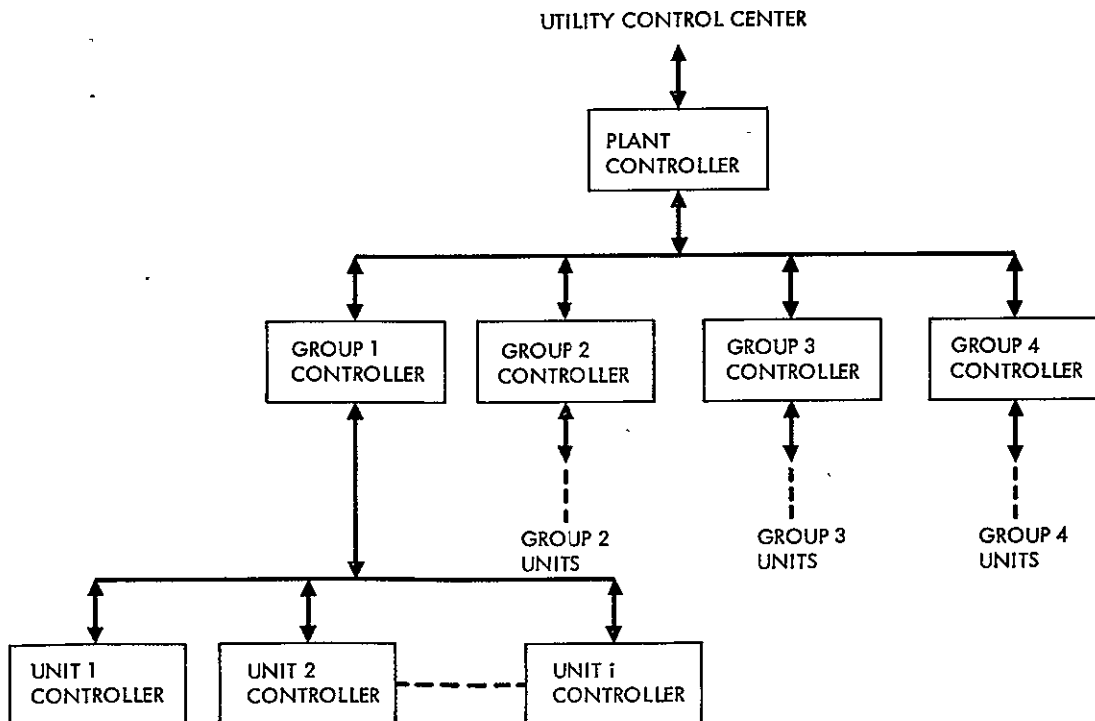 UTILITY CONTROL CENTER
PLANT
CONTROLLER
GROUP 1
CONTROLLER
GROUP 2
CONTROLLER
GROUP 3
CONTROLLER
GROUP 4
CONTROLLER
GROUP 2
UNITS
GROUP 3
UNITS
GROUP 4
UNITS
UNIT 1
CONTROLLER
UNIT 2
CONTROLLER
UNIT i
CONTROLLER